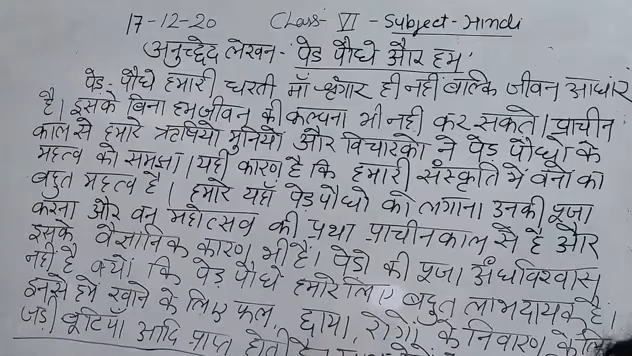 17-12-20 Class- VI - Subject- Hindi
अनुच्छेद लेखन- पेड पौधे और हम
पेड- पौधे हमारी धरती माँ-श्रृंगार ही नहीं बल्कि जीवन आधार
है। इसके बिना हम जीवन की कल्पना भी नहीं कर सकते। प्राचीन
काल से हमारे ऋषियो मुनियो और विचारको ने पेड़ पौधो के
महत्व को समझा। यही कारण है कि हमारी संस्कृति में वनों का
बहुत महत्व है। हमारे यहाँ पेड़ पौधो को लगाना उनकी पूजा
करना और वन महोत्सव की प्रथा प्राचीनकाल से है और
इसके वैज्ञानिक कारण भी हैं। पेड़ो की पूजा अंधविश्वास
नहीं है क्यों कि पेड़ पौधे हमारे लिए बहुत लाभदायक है।
इनसे हमें खाने के लिए फल, छाया, रोगो के निवारण के लिए
जड़ी बूटियाँ आदि प्राप्त होती है